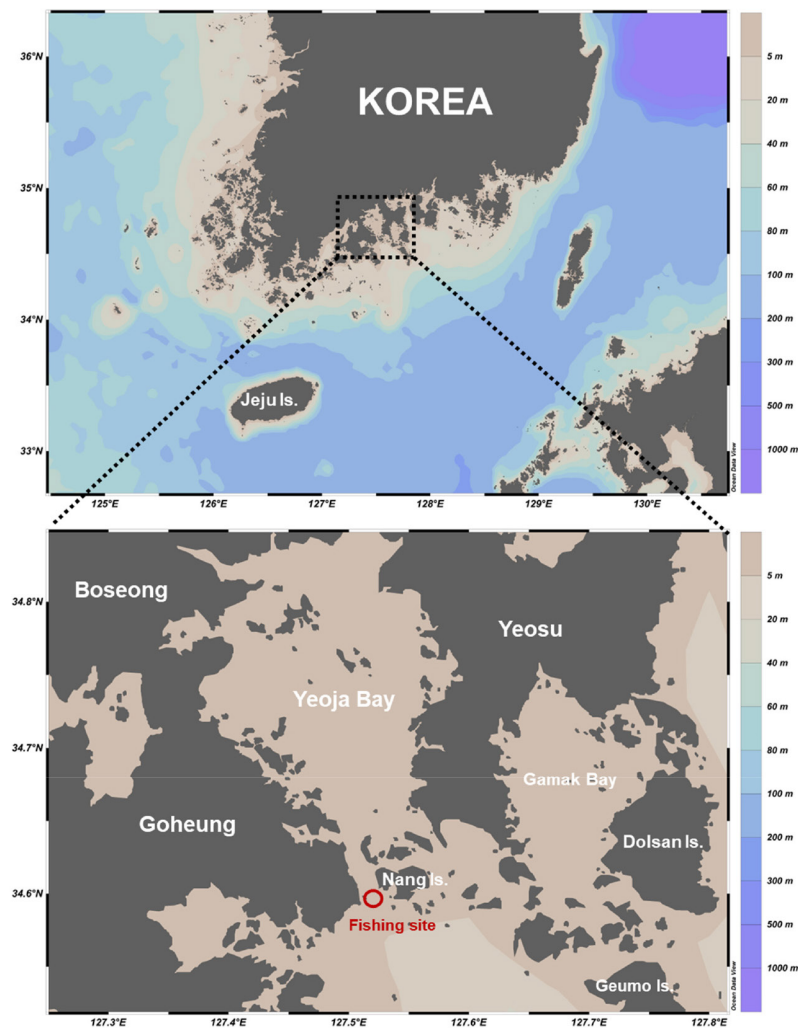 36°N
35°N
34°N
33°N
125°E
126°E
127°E
128°E
129°E
130°E
KOREA
Jeju Is.
5 m
20 m
40 m
60 m
80 m
100 m
200 m
300 m
500 m
1000 m
Ocean Data View
34.8°N
34.7°N
34.6°N
127.3°E
127.4°E
127.5°E
127.6°E
127.7°E
127.8°E
Boseong
Yeosu
Yeoja Bay
Gamak Bay
Goheung
Dolsan Is.
Nang Is.
Fishing site
Geumo Is.
5 m
20 m
40 m
60 m
80 m
100 m
200 m
300 m
500 m
1000 m
Ocean Data View